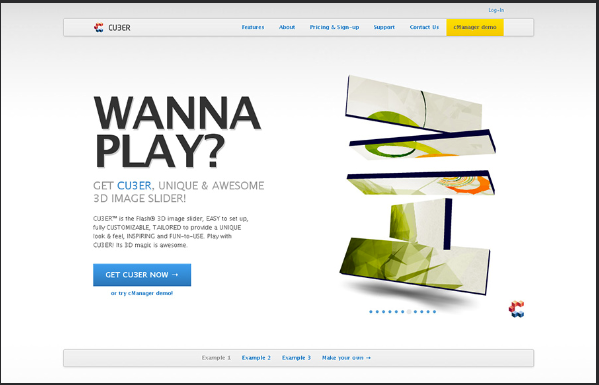 Log-in
CU3ER Features About Pricing & Sign-up Support Contact Us cManager demo
WANNA
PLAY?
GET CU3ER, UNIQUE & AWESOME
3D IMAGE SLIDER!
CU3ER™ is the Flash® 3D image slider, EASY to set up,
fully CUSTOMIZABLE, TAILORED to provide a UNIQUE
look & feel, INSPIRING and FUN-to-USE. Play with
CU3ER! Its 3D magic is awesome.
GET CU3ER NOW →
or try cManager demo!
Example 1 Example 2 Example 3 Make your own →